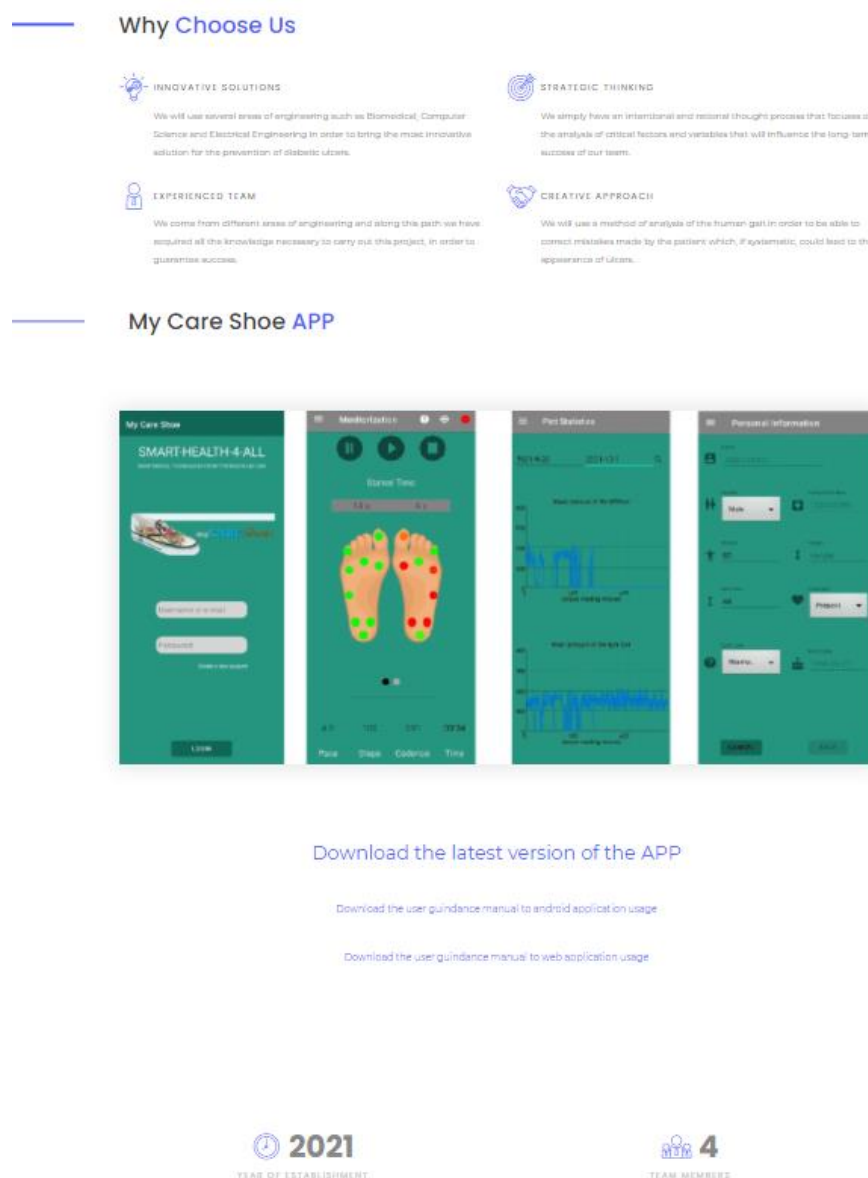 Why Choose Us
INNOVATIVE SOLUTIONS
We will use several areas of engineering such as Biomedical, Computer
Science and Electrical Engineering in order to bring the most innovative
solution for the prevention of diabetic ulcers.
STRATEGIC THINKING
We simply have an intentional and rational thought process that focuses o
the analysis of critical factors and variables that will influence the long-term
success of our team.
EXPERIENCED TEAM
We come from different areas of engineering and along this path we have
acquired all the knowledge necessary to carry out this project, in order to
guarantee success.
CREATIVE APPROACH
We will use a method of analysis of the human gait in order to be able to
correct mistakes made by the patient which, if systematic, could lead to th
appearance of ulcers.
My Care Shoe APP
My Care Shoe
SMART-HEALTH-4-ALL
Username or e-mail
Password
LOGIN
Monitorization
Stance Time
Pace Steps Cadence Time
Plot Statistics
Personal Information
Male
Present
CANCEL
SAVE
Download the latest version of the APP
Download the user guindance manual to android application usage
Download the user guindance manual to web application usage
2021
YEAR OF ESTABLISHMENT
4
TEAM MEMBERS